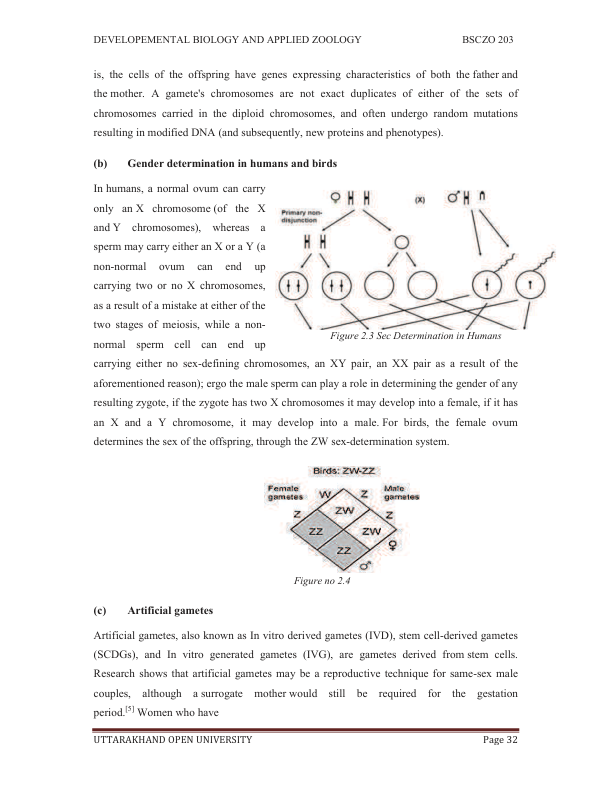 DEVELOPEMENTAL BIOLOGY AND APPLIED ZOOLOGY BSCZO 203
is, the cells of the offspring have genes expressing characteristics of both the father and
the mother. A gamete's chromosomes are not exact duplicates of either of the sets of
chromosomes carried in the diploid chromosomes, and often undergo random mutations
resulting in modified DNA (and subsequently, new proteins and phenotypes).
(b) Gender determination in humans and birds
In humans, a normal ovum can carry
only an X chromosome (of the X
and Y chromosomes), whereas a
sperm may carry either an X or a Y (a
non-normal ovum can end up
carrying two or no X chromosomes,
as a result of a mistake at either of the
two stages of meiosis, while a non-
normal sperm cell can end up
♀ (X) ♂
Primary non-
disjunction
Figure 2.3 Sec Determination in Humans
carrying either no sex-defining chromosomes, an XY pair, an XX pair as a result of the
aforementioned reason); ergo the male sperm can play a role in determining the gender of any
resulting zygote, if the zygote has two X chromosomes it may develop into a female, if it has
an X and a Y chromosome, it may develop into a male. For birds, the female ovum
determines the sex of the offspring, through the ZW sex-determination system.
Birds: ZW-ZZ
Female
gametes
W Z
Male
gametes
Z ZW Z
ZZ ZW ♀
ZZ ♂
Figure no 2.4
(c) Artificial gametes
Artificial gametes, also known as In vitro derived gametes (IVD), stem cell-derived gametes
(SCDGs), and In vitro generated gametes (IVG), are gametes derived from stem cells.
Research shows that artificial gametes may be a reproductive technique for same-sex male
couples, although a surrogate mother would still be required for the gestation
period.[5] Women who have
UTTARAKHAND OPEN UNIVERSITY Page 32